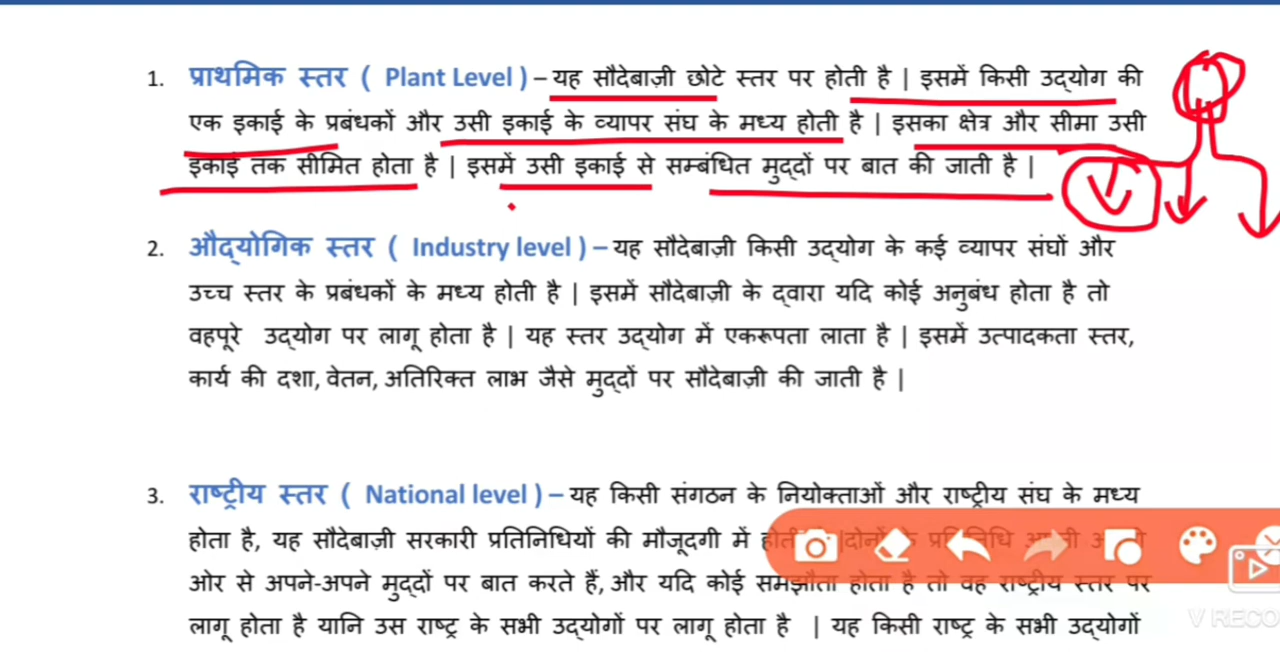 1. प्राथमिक स्तर ( Plant Level ) – यह सौदेबाज़ी छोटे स्तर पर होती है | इसमें किसी उद्योग की
एक इकाई के प्रबंधकों और उसी इकाई के व्यापर संघ के मध्य होती है | इसका क्षेत्र और सीमा उसी
इकाई तक सीमित होता है | इसमें उसी इकाई से सम्बंधित मुद्दों पर बात की जाती है |
2. औद्योगिक स्तर ( Industry level ) – यह सौदेबाज़ी किसी उद्योग के कई व्यापर संघों और
उच्च स्तर के प्रबंधकों के मध्य होती है | इसमें सौदेबाज़ी के द्वारा यदि कोई अनुबंध होता है तो
वहपूरे उद्योग पर लागू होता है | यह स्तर उद्योग में एकरूपता लाता है | इसमें उत्पादकता स्तर,
कार्य की दशा, वेतन, अतिरिक्त लाभ जैसे मुद्दों पर सौदेबाज़ी की जाती है |
3. राष्ट्रीय स्तर ( National level ) – यह किसी संगठन के नियोक्ताओं और राष्ट्रीय संघ के मध्य
होता है, यह सौदेबाज़ी सरकारी प्रतिनिधियों की मौजूदगी में
ओर से अपने-अपने मुद्दों पर बात करते हैं, और यदि कोई समझौता होता है तो वह राष्ट्रीय स्तर पर
लागू होता है यानि उस राष्ट्र के सभी उद्योगों पर लागू होता है | यह किसी राष्ट्र के सभी उद्योगों
V RECO